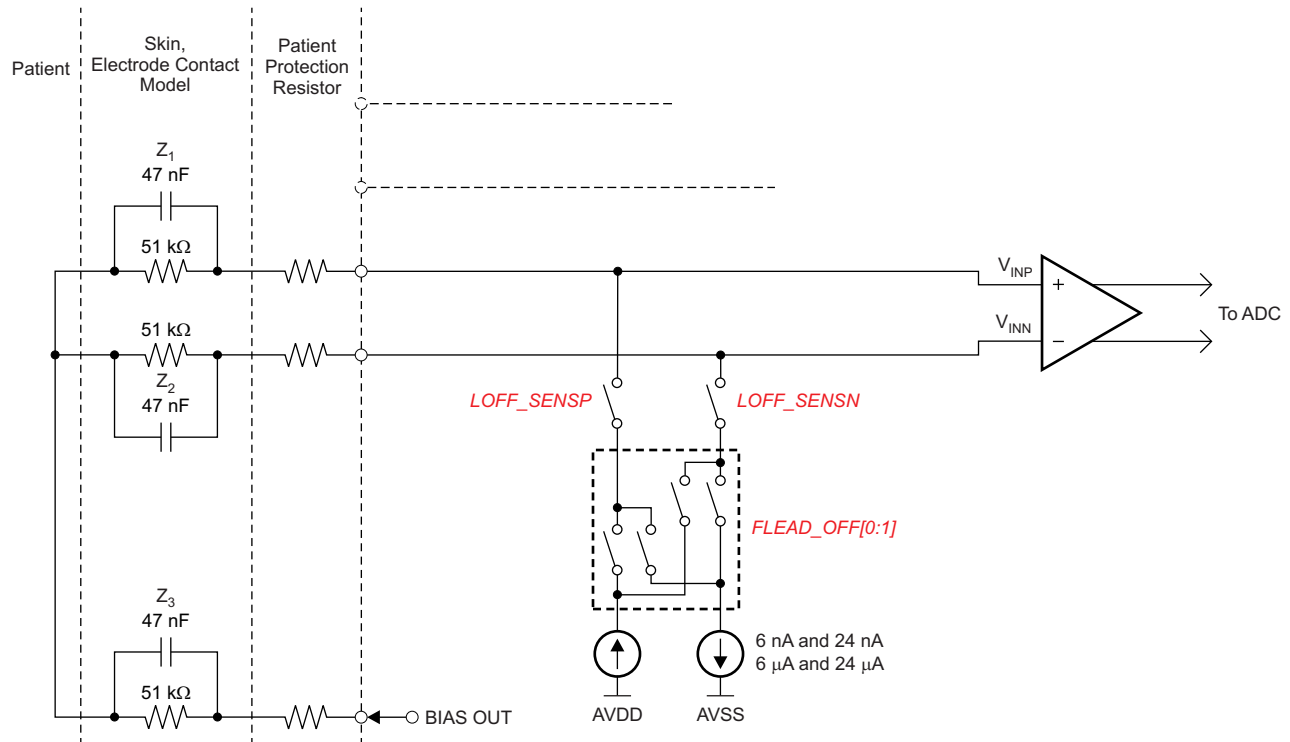 Patient
Skin,
Electrode Contact
Model
Patient
Protection
Resistor
Z1
47 nF
51 kΩ
VINP
+
To ADC
51 kΩ
VINN
−
Z2
47 nF
LOFF_SENSP
LOFF_SENSN
FLEAD_OFF[0:1]
Z3
47 nF
51 kΩ
6 nA and 24 nA
6 μA and 24 μA
AVDD
AVSS
BIAS OUT